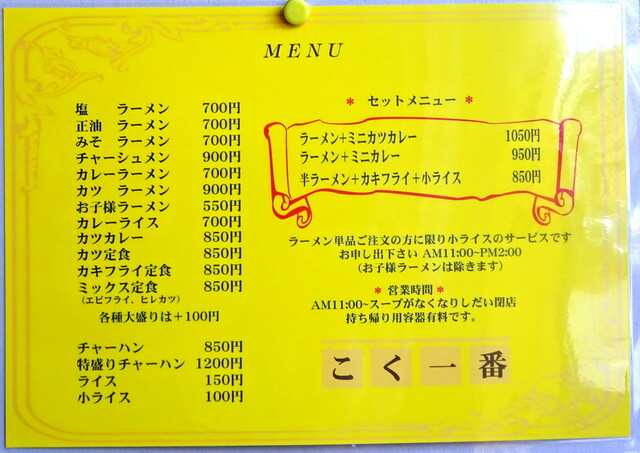 MENU
塩 ラーメン 700円
正油 ラーメン 700円
みそ ラーメン 700円
チャーシュメン 900円
カレーラーメン 700円
カツ ラーメン 900円
お子様ラーメン 550円
カレーライス 700円
カツカレー 850円
カツ定食 850円
カキフライ定食 850円
ミックス定食 850円
(エビフライ、ヒレカツ)
各種大盛りは+100円
チャーハン 850円
特盛りチャーハン 1200円
ライス 150円
小ライス 100円
* セットメニュー *
ラーメン+ミニカツカレー 1050円
ラーメン+ミニカレー 950円
半ラーメン+カキフライ+小ライス 850円
ラーメン単品ご注文の方に限り小ライスのサービスです
お申し出下さい AM11:00~PM2:00
(お子様ラーメンは除きます)
* 営業時間 *
AM11:00~スープがなくなりしだい閉店
持ち帰り用容器有料です。
こく一番